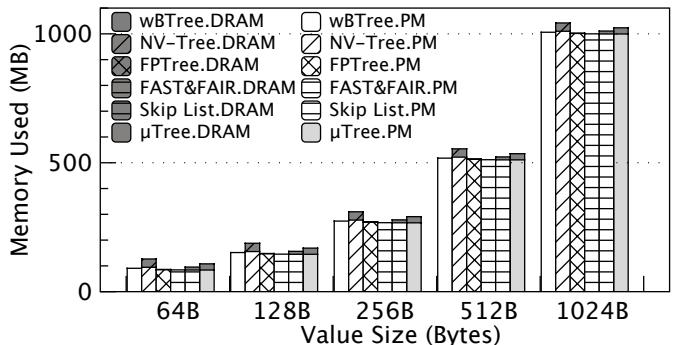 wBTree.DRAM wBTree.PM
NV-Tree.DRAM NV-Tree.PM
FPTree.DRAM FPTree.PM
FAST&FAIR.DRAM FAST&FAIR.PM
Skip List.DRAM Skip List.PM
μTree.DRAM μTree.PM
1000
500
0
Memory Used (MB)
64B 128B 256B 512B 1024B
Value Size (Bytes)